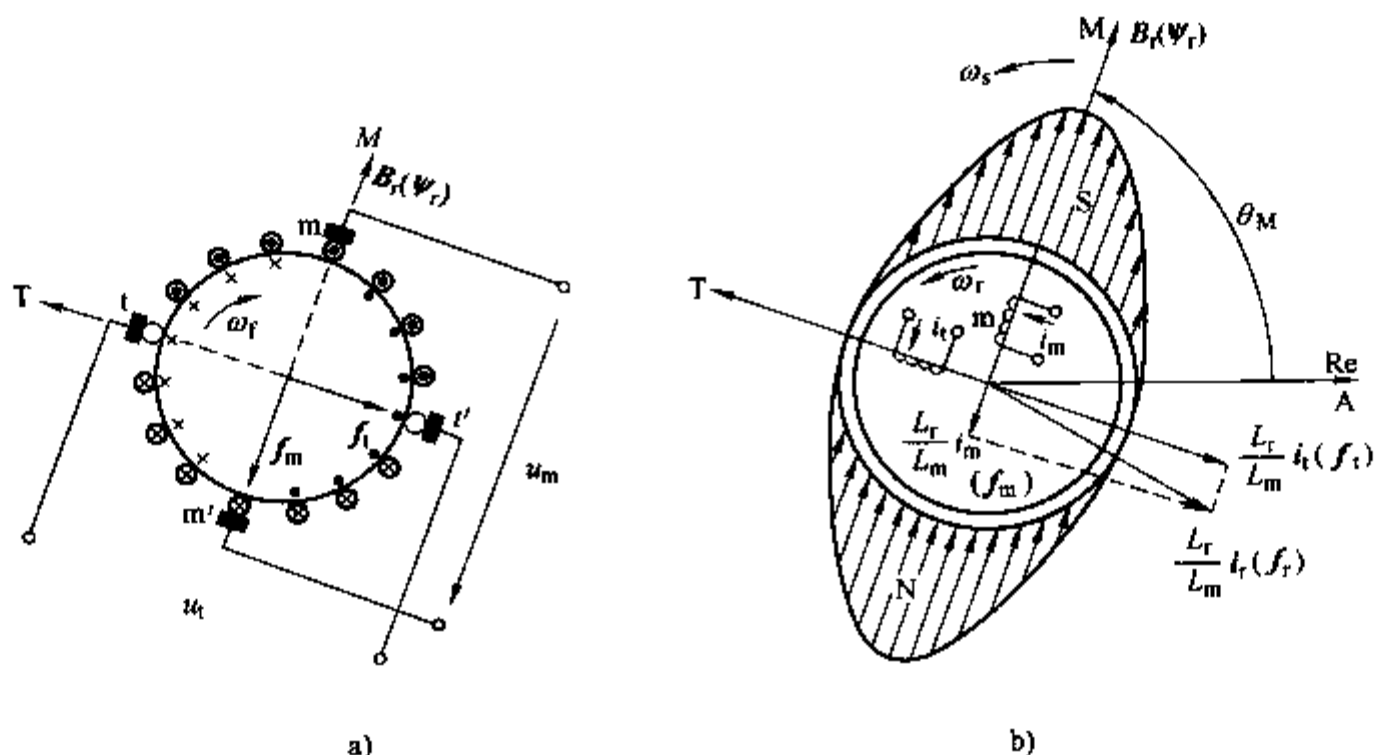 M
B_r(Ψ_r)
m
T
t
ω_f
t'
f_m
f_t
u_m
m'
u_t
a)
M
B_r(Ψ_r)
ω_s
S
θ_M
T
ω_r
i_t
m
i_m
Re
A
L_r/L_m i_m
(f_m)
L_r/L_m i_t(f_t)
L_r/L_m i_r(f_r)
N
b)